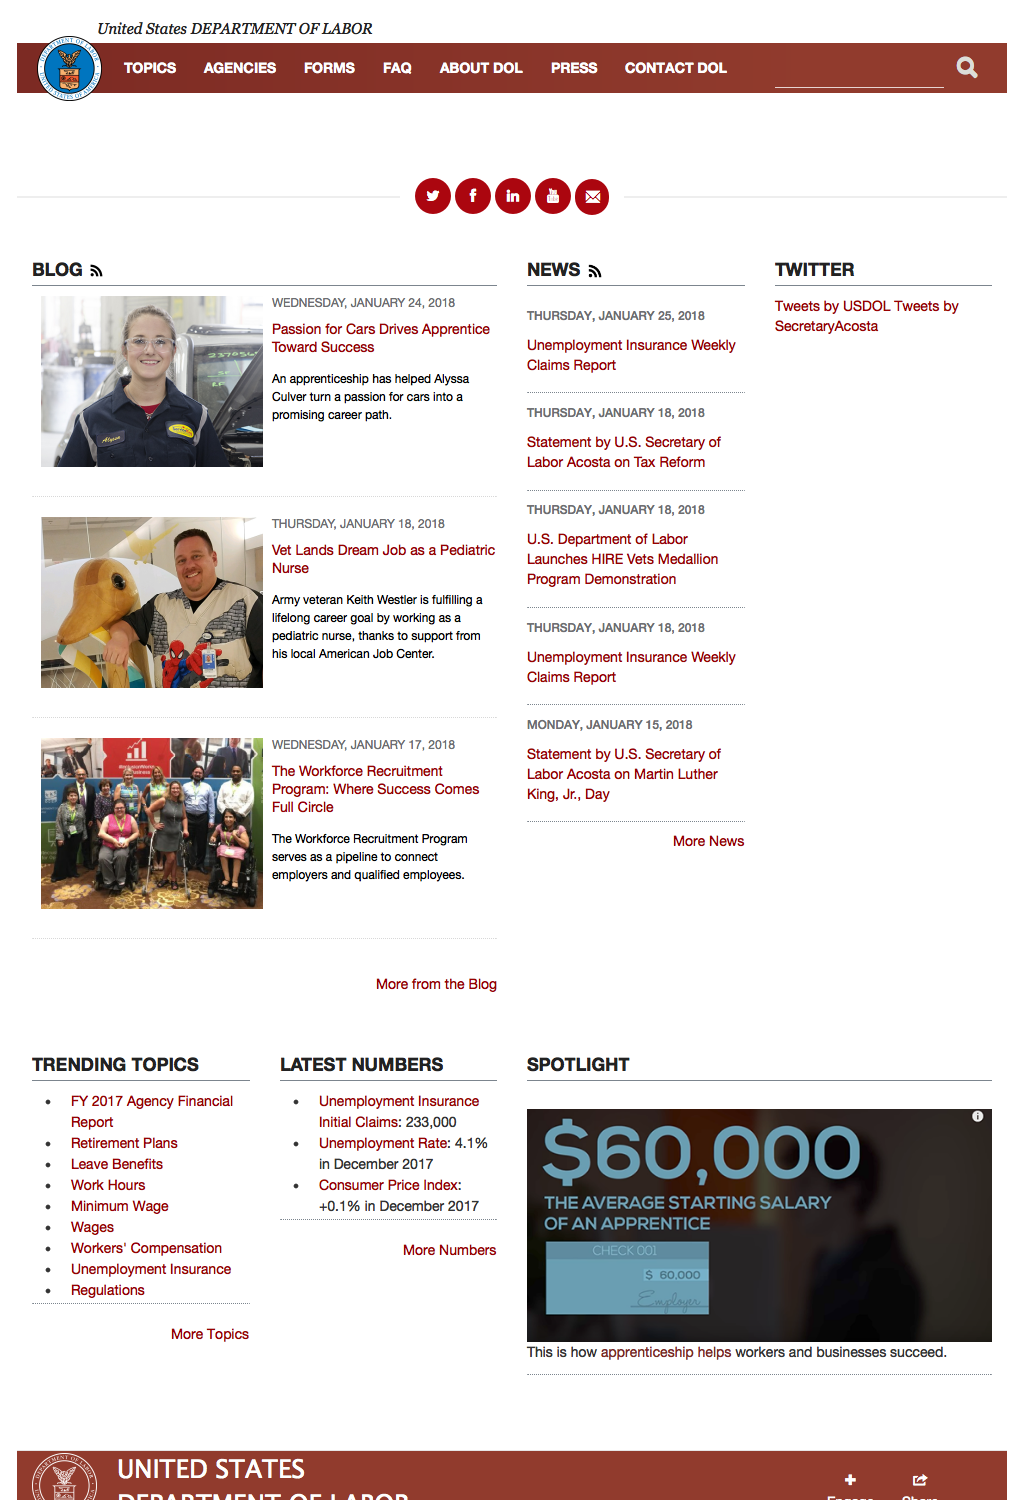 United States DEPARTMENT OF LABOR
TOPICS AGENCIES FORMS FAQ ABOUT DOL PRESS CONTACT DOL
BLOG
WEDNESDAY, JANUARY 24, 2018
Passion for Cars Drives Apprentice
Toward Success
An apprenticeship has helped Alyssa
Culver turn a passion for cars into a
promising career path.
THURSDAY, JANUARY 18, 2018
Vet Lands Dream Job as a Pediatric
Nurse
Army veteran Keith Westler is fulfilling a
lifelong career goal by working as a
pediatric nurse, thanks to support from
his local American Job Center.
WEDNESDAY, JANUARY 17, 2018
The Workforce Recruitment
Program: Where Success Comes
Full Circle
The Workforce Recruitment Program
serves as a pipeline to connect
employers and qualified employees.
More from the Blog
NEWS
THURSDAY, JANUARY 25, 2018
Unemployment Insurance Weekly
Claims Report
THURSDAY, JANUARY 18, 2018
Statement by U.S. Secretary of
Labor Acosta on Tax Reform
THURSDAY, JANUARY 18, 2018
U.S. Department of Labor
Launches HIRE Vets Medallion
Program Demonstration
THURSDAY, JANUARY 18, 2018
Unemployment Insurance Weekly
Claims Report
MONDAY, JANUARY 15, 2018
Statement by U.S. Secretary of
Labor Acosta on Martin Luther
King, Jr., Day
More News
TWITTER
Tweets by USDOL Tweets by
SecretaryAcosta
TRENDING TOPICS
FY 2017 Agency Financial
Report
Retirement Plans
Leave Benefits
Work Hours
Minimum Wage
Wages
Workers' Compensation
Unemployment Insurance
Regulations
More Topics
LATEST NUMBERS
Unemployment Insurance
Initial Claims: 233,000
Unemployment Rate: 4.1%
in December 2017
Consumer Price Index:
+0.1% in December 2017
More Numbers
SPOTLIGHT
$60,000
THE AVERAGE STARTING SALARY
OF AN APPRENTICE
CHECK 001
$ 60,000
Employer
This is how apprenticeship helps workers and businesses succeed.
UNITED STATES
DEPARTMENT OF LABOR
Engage Share